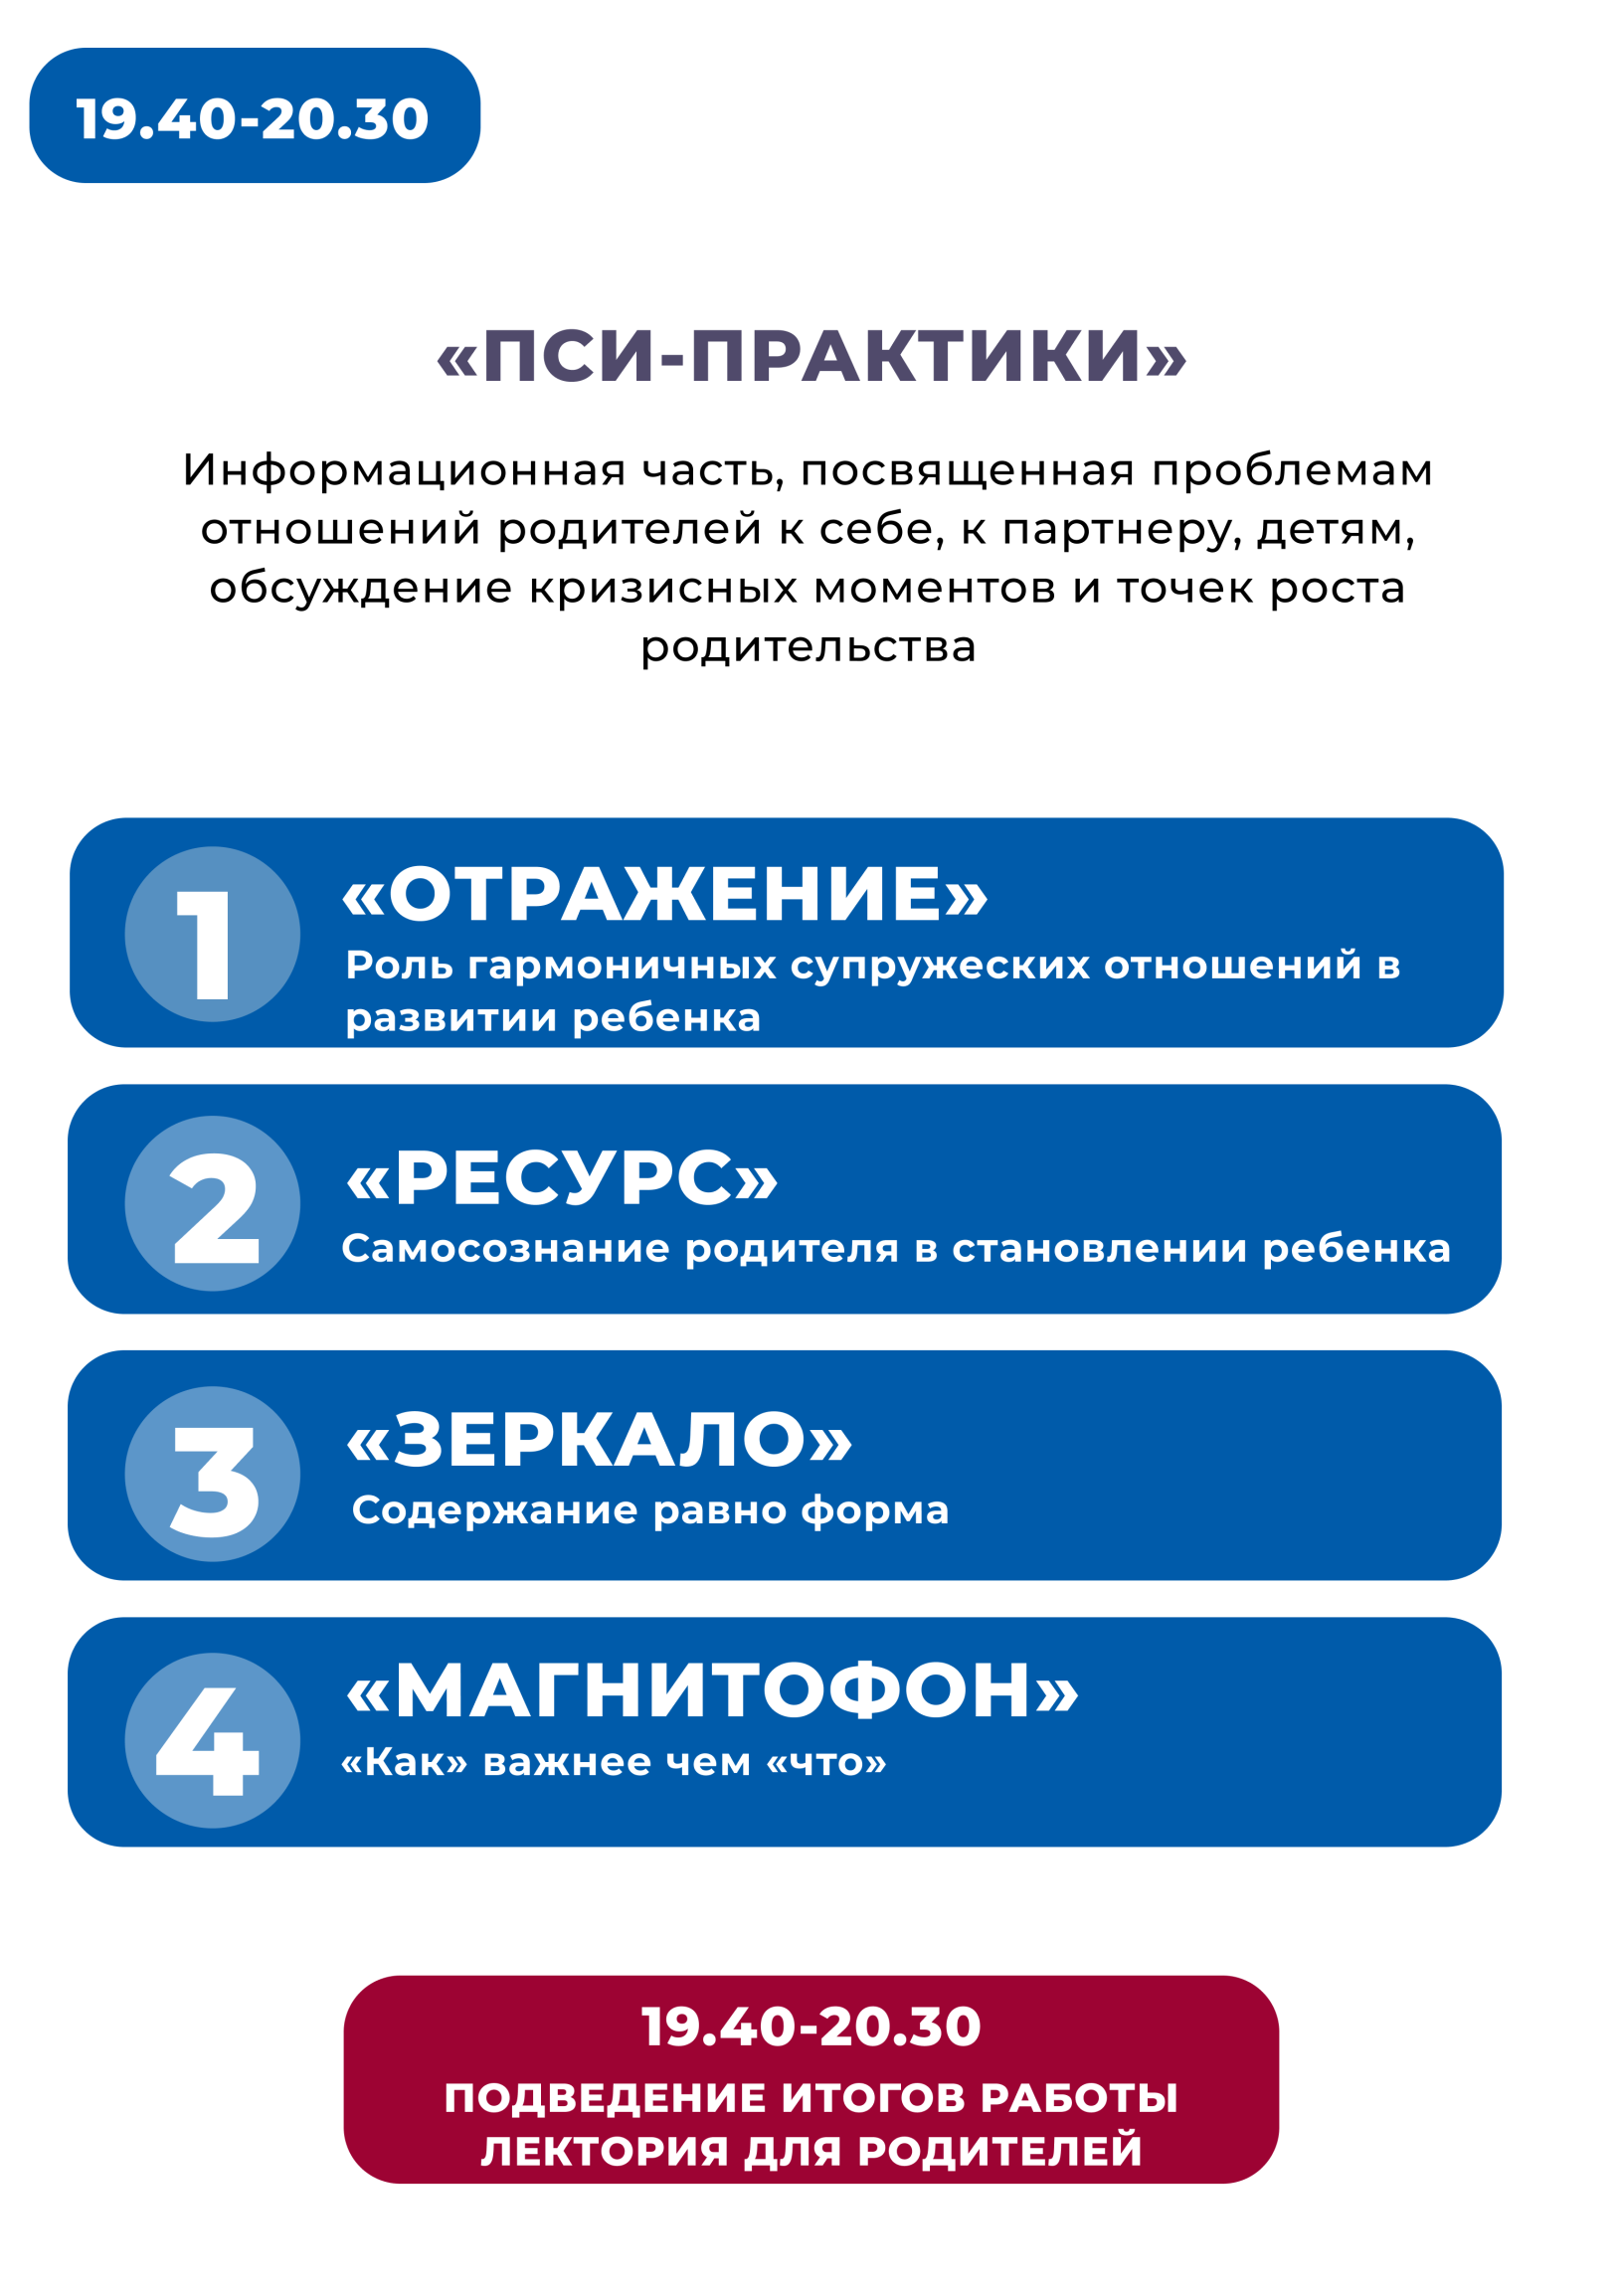 19.40-20.30
«ПСИ-ПРАКТИКИ»
Информационная часть, посвященная проблемам
отношений родителей к себе, к партнеру, детям,
обсуждение кризисных моментов и точек роста
родительства
1
«ОТРАЖЕНИЕ»
Роль гармоничных супружеских отношений в
развитии ребенка
2
«РЕСУРС»
Самосознание родителя в становлении ребенка
3
«ЗЕРКАЛО»
Содержание равно форма
4
«МАГНИТОФОН»
«Как» важнее чем «что»
19.40-20.30
ПОДВЕДЕНИЕ ИТОГОВ РАБОТЫ
ЛЕКТОРИЯ ДЛЯ РОДИТЕЛЕЙ